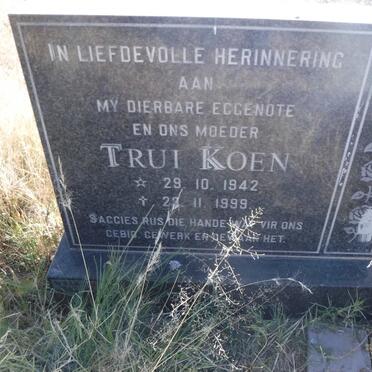 IN LIEFDEVOLLE HERINNERING
AAN
MY DIERBARE EGGENOTE
EN ONS MOEDER
TRUI KOEN
☆ 29. 10. 1942
✝ 11. 1999
SAGGIES RUS DIE HANDE WAT VIR ONS
GEBID, GEWERK EN HET.